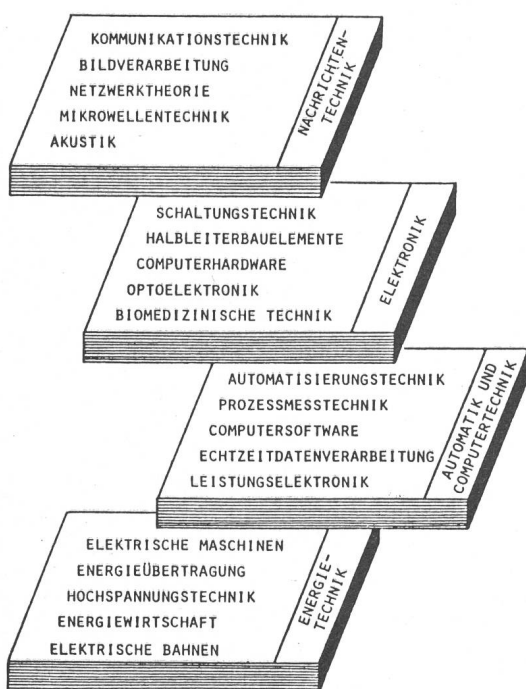 KOMMUNIKATIONSTECHNIK
BILDVERARBEITUNG
NETZWERKTHEORIE
MIKROWELLENTECHNIK
AKUSTIK
NACHRICHTEN-
TECHNIK
SCHALTUNGSTECHNIK
HALBLEITERBAUELEMENTE
COMPUTERHARDWARE
OPTOELEKTRONIK
BIOMEDIZINISCHE TECHNIK
ELEKTRONIK
AUTOMATISIERUNGSTECHNIK
PROZESSMESSTECHNIK
COMPUTERSOFTWARE
ECHTZEITDATENVERARBEITUNG
LEISTUNGSELEKTRONIK
AUTOMATIK UND
COMPUTERTECHNIK
ELEKTRISCHE MASCHINEN
ENERGIEÜBERTRAGUNG
HOCHSPANNUNGSTECHNIK
ENERGIEWIRTSCHAFT
ELEKTRISCHE BAHNEN
ENERGIE-
TECHNIK